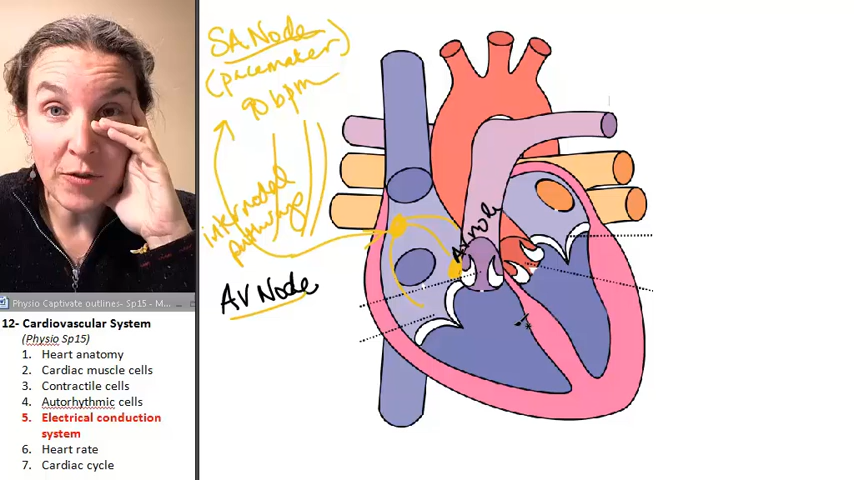 SA Node
(pacemaker)
90 bpm
internodal
pathways
AV Node
AV node
Physio Captivate outlines- Sp15 - Micro
12- Cardiovascular System
(Physio Sp15)
1. Heart anatomy
2. Cardiac muscle cells
3. Contractile cells
4. Autorhythmic cells
5. Electrical conduction
system
6. Heart rate
7. Cardiac cycle